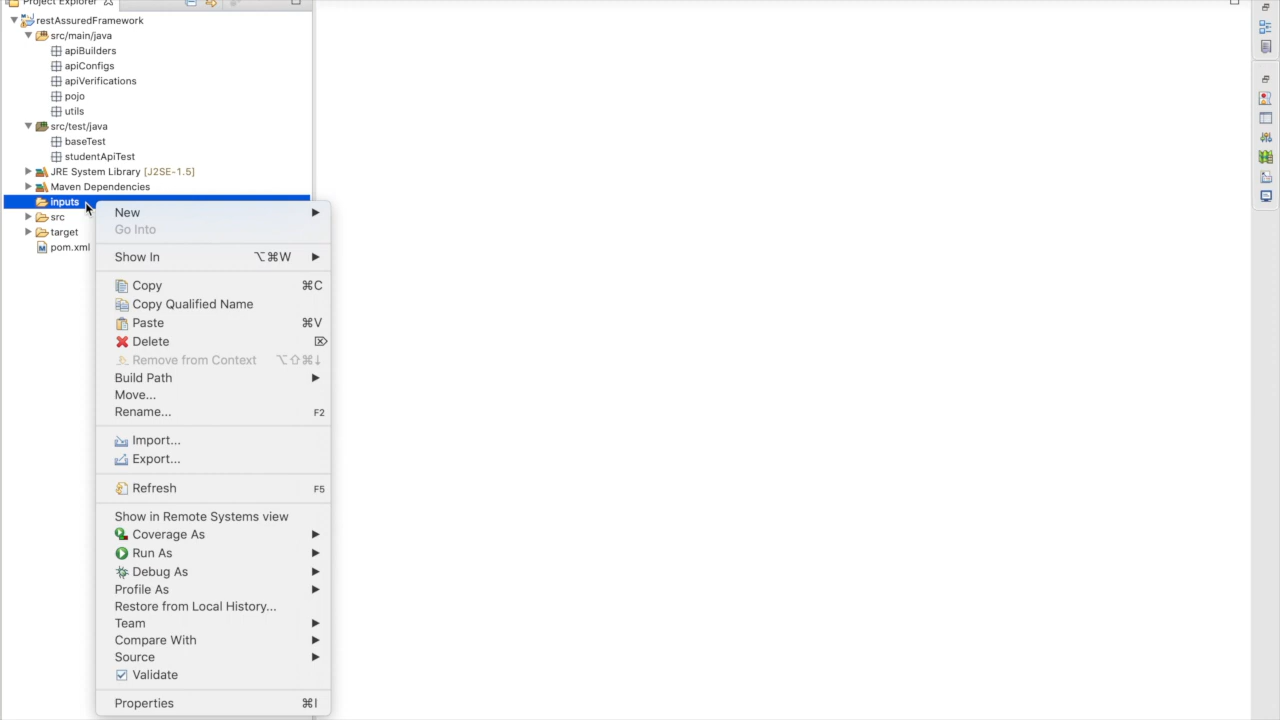 Project Explorer
restAssuredFramework
src/main/java
apiBuilders
apiConfigs
apiVerifications
pojo
utils
src/test/java
baseTest
studentApiTest
JRE System Library [J2SE-1.5]
Maven Dependencies
inputs
src
target
pom.xml
New
Go Into
Show In ⌥⌘W
Copy ⌘C
Copy Qualified Name
Paste ⌘V
Delete ⌦
Remove from Context ⌥⇧⌘↓
Build Path
Move...
Rename... F2
Import...
Export...
Refresh F5
Show in Remote Systems view
Coverage As
Run As
Debug As
Profile As
Restore from Local History...
Team
Compare With
Source
Validate
Properties ⌘I